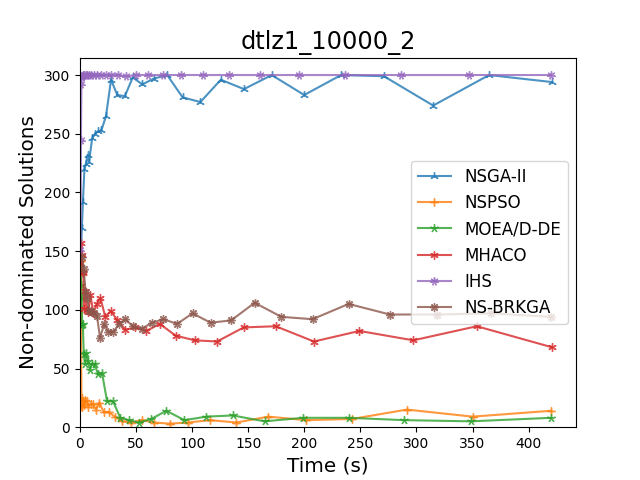 dtlz1_10000_2
Non-dominated Solutions
300
250
200
150
100
50
0
NSGA-II
NSPSO
MOEA/D-DE
MHACO
IHS
NS-BRKGA
0 50 100 150 200 250 300 350 400
Time (s)